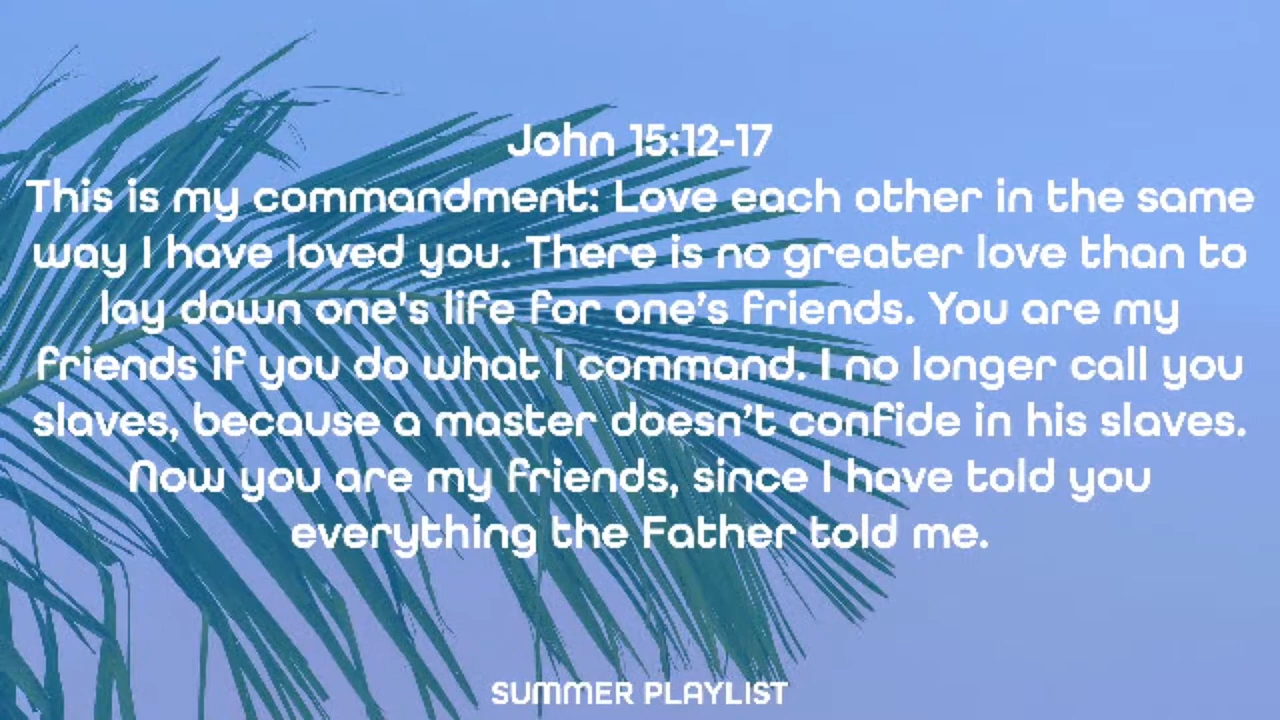 John 15:12-17
This is my commandment: Love each other in the same
way I have loved you. There is no greater love than to
lay down one's life for one’s friends. You are my
friends if you do what I command. I no longer call you
slaves, because a master doesn’t confide in his slaves.
Now you are my friends, since I have told you
everything the Father told me.
SUMMER PLAYLIST